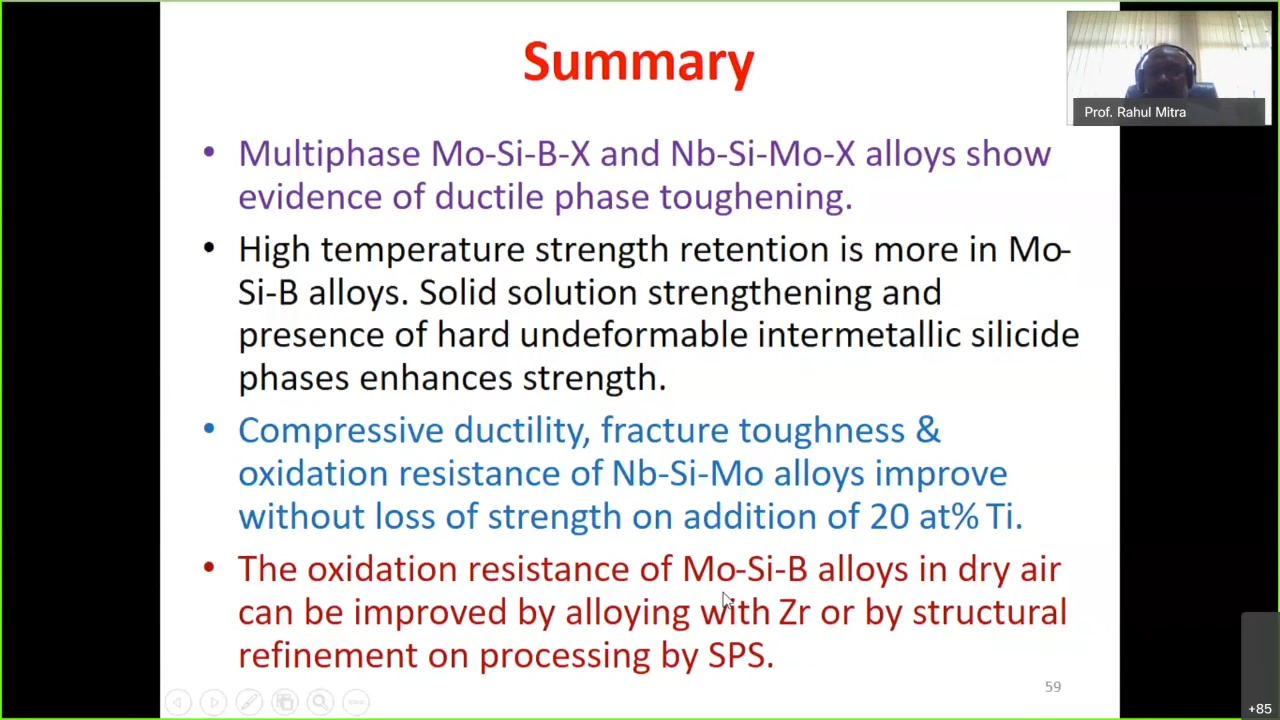 Summary
Prof. Rahul Mitra
• Multiphase Mo-Si-B-X and Nb-Si-Mo-X alloys show
evidence of ductile phase toughening.
• High temperature strength retention is more in Mo-
Si-B alloys. Solid solution strengthening and
presence of hard undeformable intermetallic silicide
phases enhances strength.
• Compressive ductility, fracture toughness &
oxidation resistance of Nb-Si-Mo alloys improve
without loss of strength on addition of 20 at% Ti.
• The oxidation resistance of Mo-Si-B alloys in dry air
can be improved by alloying with Zr or by structural
refinement on processing by SPS.
59
+85